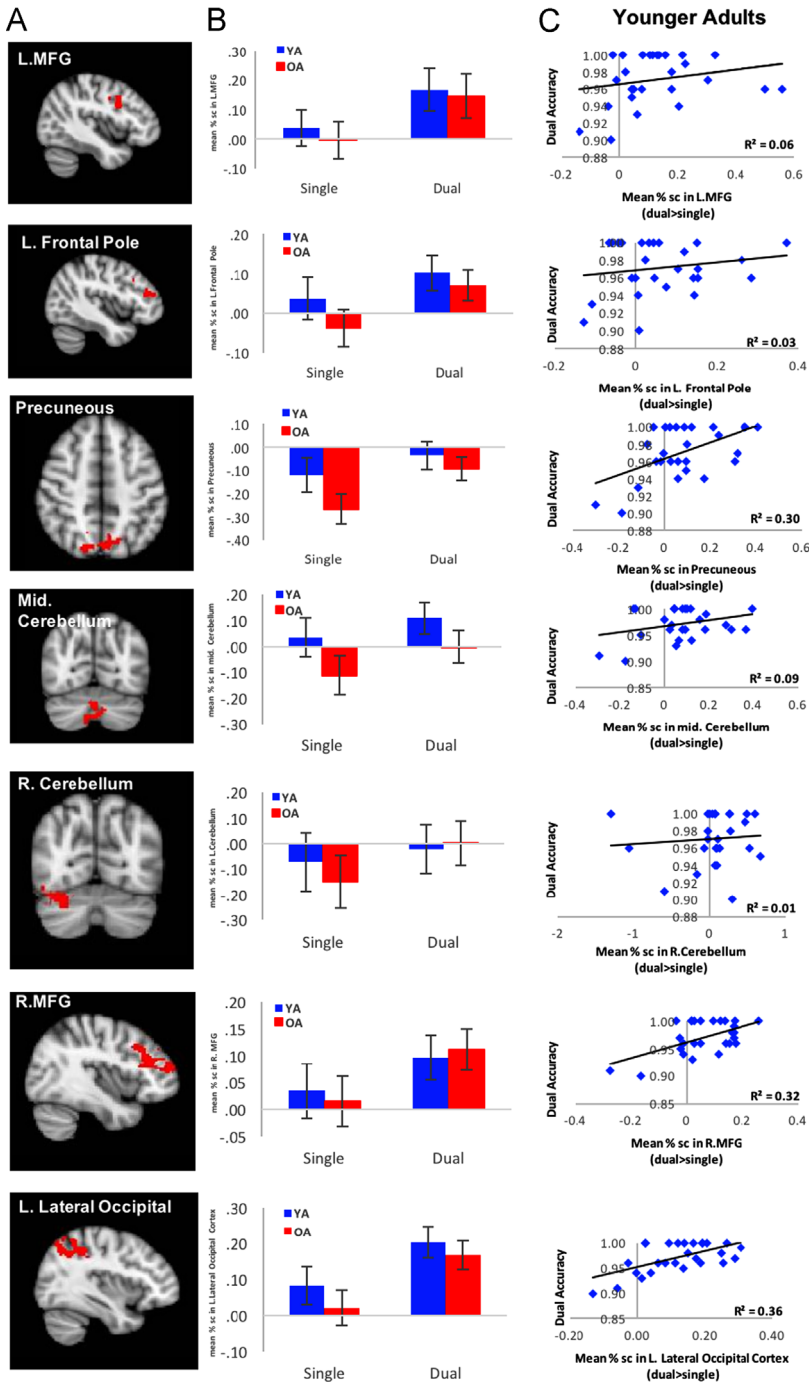 A
B
C
Younger Adults
L.MFG
mean % sc in L.MFG
.30
.20
.10
.00
-.10
YA
OA
Single
Dual
Dual Accuracy
1.00
0.98
0.96
0.94
0.92
0.90
0.88
R² = 0.06
-0.2
0
0.2
0.4
0.6
Mean % sc in L.MFG
(dual>single)
L. Frontal Pole
mean % sc in L Frontal Pole
.20
.10
.00
-.10
YA
OA
Single
Dual
Dual Accuracy
1.00
0.98
0.96
0.94
0.92
0.90
0.88
R² = 0.03
-0.2
0
0.2
0.4
Mean % sc in L. Frontal Pole
(dual>single)
Precuneous
mean % sc in Precuneous
.10
.00
-.10
-.20
-.30
-.40
YA
OA
Single
Dual
Dual Accuracy
1.00
0.98
0.96
0.94
0.92
0.90
0.88
R² = 0.30
-0.4
-0.2
0
0.2
0.4
0.6
Mean % sc in Precuneous
(dual>single)
Mid.
Cerebellum
mean % sc in mid. Cerebellum
.20
.10
.00
-.10
-.20
-.30
YA
OA
Single
Dual
Dual Accuracy
1.00
0.95
0.90
0.85
R² = 0.09
-0.4
-0.2
0
0.2
0.4
0.6
Mean % sc in mid. Cerebellum
(dual>single)
R. Cerebellum
mean % sc in L.Cerebellum
.20
.10
.00
-.10
-.20
-.30
YA
OA
Single
Dual
Dual Accuracy
1.00
0.98
0.96
0.94
0.92
0.90
0.88
R² = 0.01
-2
-1
0
1
Mean % sc in R.Cerebellum
(dual>single)
R.MFG
mean % sc in R. MFG
.20
.15
.10
.05
.00
-.05
YA
OA
Single
Dual
Dual Accuracy
1.00
0.95
0.90
0.85
R² = 0.32
-0.4
-0.2
0
0.2
0.4
Mean % sc in R.MFG
(dual>single)
L. Lateral Occipital
mean % sc in L.Lateral Occipital Cortex
.30
.20
.10
.00
-.10
YA
OA
Single
Dual
Dual Accuracy
1.00
0.95
0.90
0.85
R² = 0.36
-0.20
0.00
0.20
0.40
Mean % sc in L. Lateral Occipital Cortex
(dual>single)